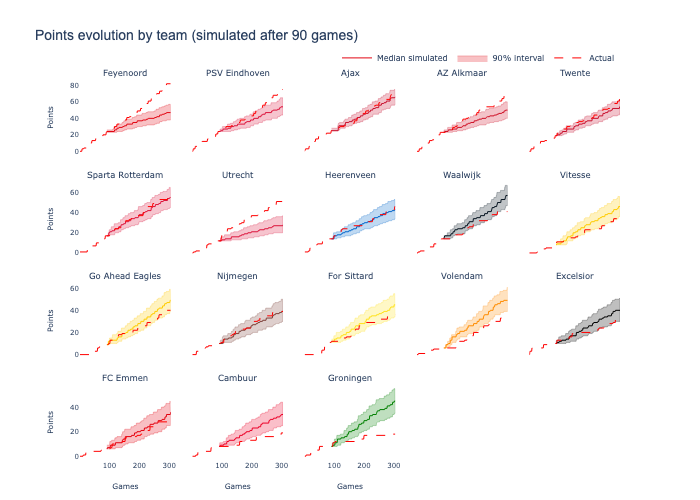 Points evolution by team (simulated after 90 games)
Median simulated 90% interval Actual
Feyenoord PSV Eindhoven Ajax AZ Alkmaar Twente
80
60
40
20
0
Points
Sparta Rotterdam Utrecht Heerenveen Waalwijk Vitesse
60
40
20
0
Points
Go Ahead Eagles Nijmegen For Sittard Volendam Excelsior
60
40
20
0
Points
FC Emmen Cambuur Groningen
40
20
0
Points
100 200 300 100 200 300 100 200 300
Games Games Games